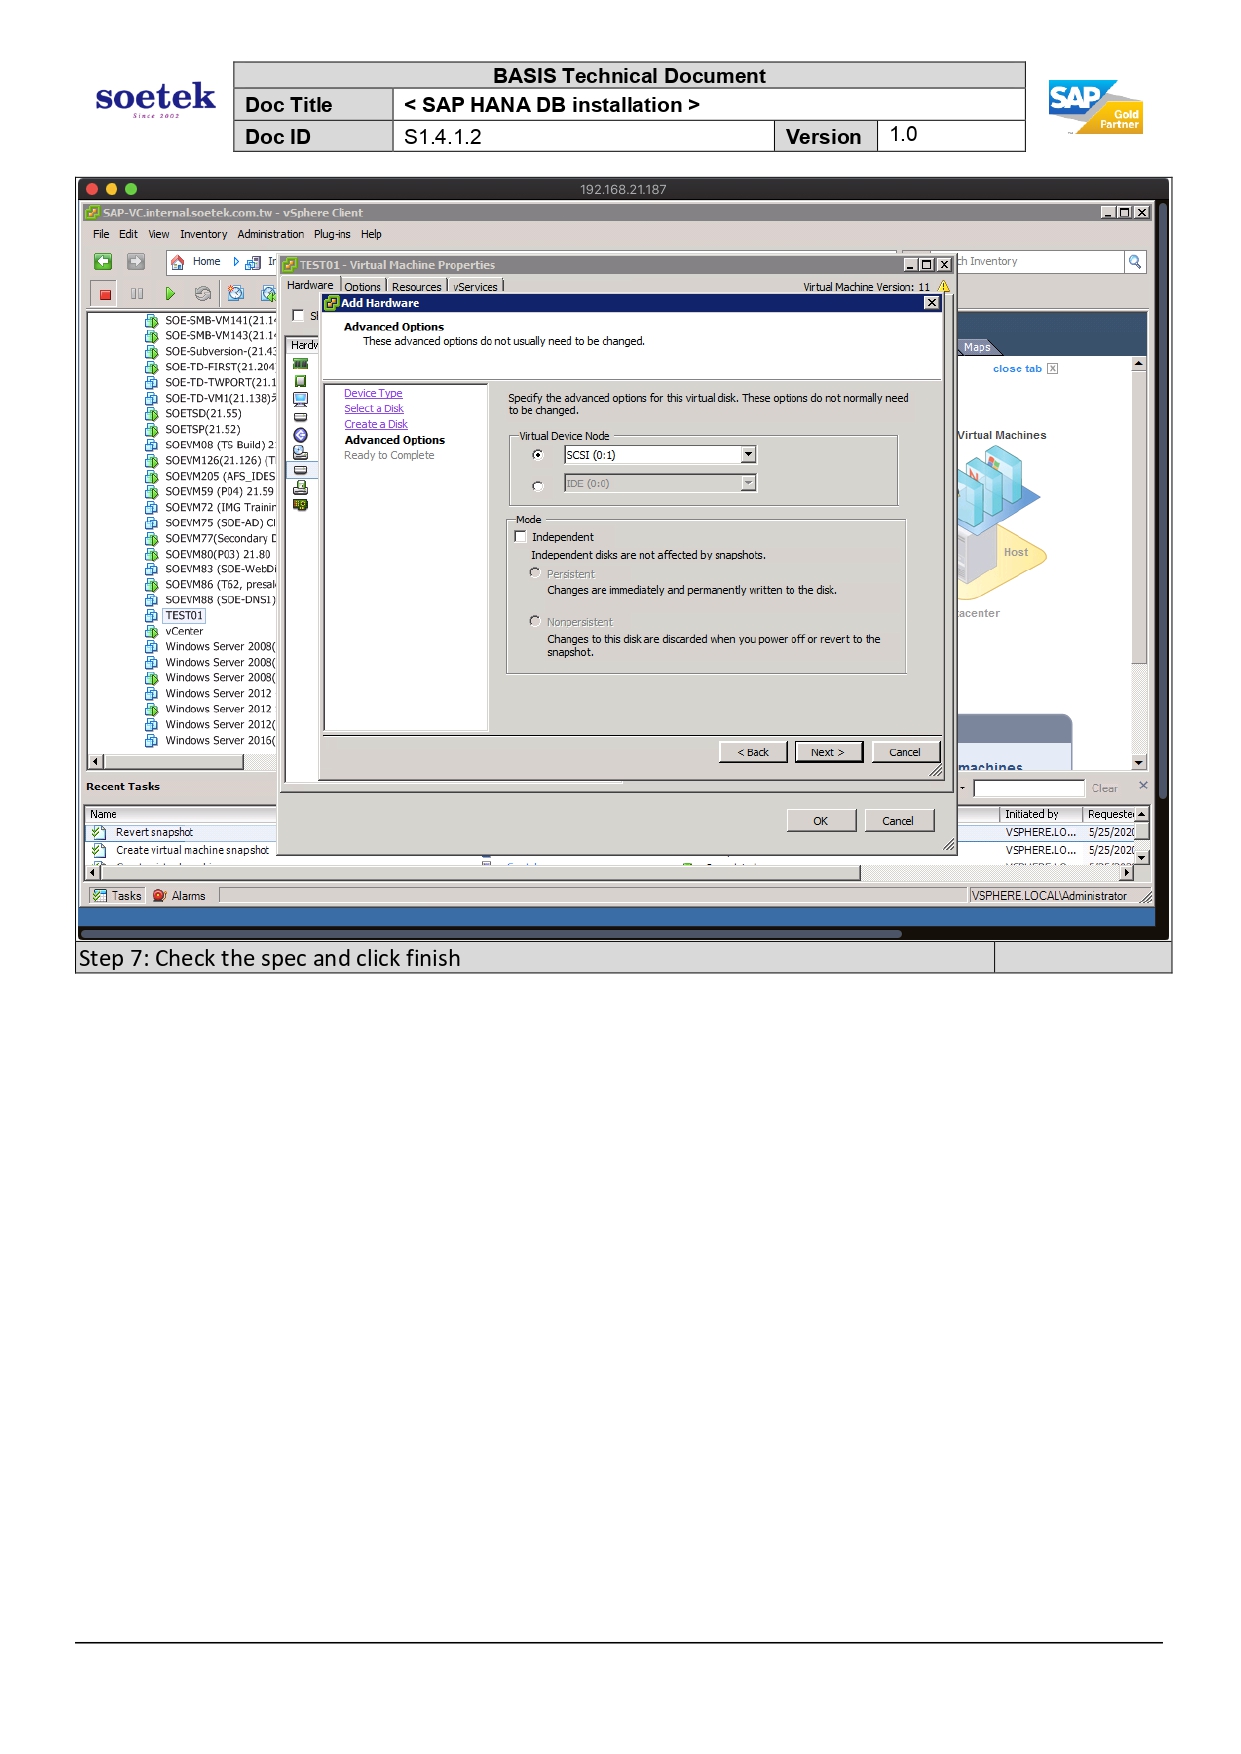 soetek
Since 2002
BASIS Technical Document
Doc Title < SAP HANA DB installation >
Doc ID S1.4.1.2 Version 1.0
SAP Gold Partner
192.168.21.187
SAP-VC.internal.soetek.com.tw - vSphere Client
File Edit View Inventory Administration Plug-ins Help
Home
TEST01 - Virtual Machine Properties
ch Inventory
Hardware Options Resources vServices Virtual Machine Version: 11
Add Hardware
Advanced Options
These advanced options do not usually need to be changed.
Hardw
Maps
close tab
Device Type
Select a Disk
Create a Disk
Advanced Options
Ready to Complete
Specify the advanced options for this virtual disk. These options do not normally need
to be changed.
Virtual Device Node
SCSI (0:1)
IDE (0:0)
Mode
Independent
Independent disks are not affected by snapshots.
Persistent
Changes are immediately and permanently written to the disk.
Nonpersistent
Changes to this disk are discarded when you power off or revert to the
snapshot.
< Back Next > Cancel
OK Cancel
SOE-SMB-VM141(21.14
SOE-SMB-VM143(21.14
SOE-Subversion-(21.43
SOE-TD-FIRST(21.204
SOE-TD-TWPORT(21.1
SOE-TD-VM1(21.138)
SOETSD(21.55)
SOETSP(21.52)
SOEVM08 (TS Build) 2
SOEVM126(21.126) (T
SOEVM205 (AFS_IDES
SOEVM59 (P04) 21.59
SOEVM72 (IMG Trainin
SOEVM75 (SOE-AD) Cl
SOEVM77(Secondary D
SOEVM80(P03) 21.80
SOEVM83 (SOE-WebDi
SOEVM86 (T62, presal
SOEVM88 (SOE-DNS1)
TEST01
vCenter
Windows Server 2008(
Windows Server 2008(
Windows Server 2008(
Windows Server 2012
Windows Server 2012
Windows Server 2012(
Windows Server 2016(
Virtual Machines
Host
tacenter
machines
Recent Tasks
Clear
Name Initiated by Requested
Revert snapshot VSPHERE.LO... 5/25/2020
Create virtual machine snapshot VSPHERE.LO... 5/25/2020
Tasks Alarms VSPHERE.LOCAL\Administrator
Step 7: Check the spec and click finish